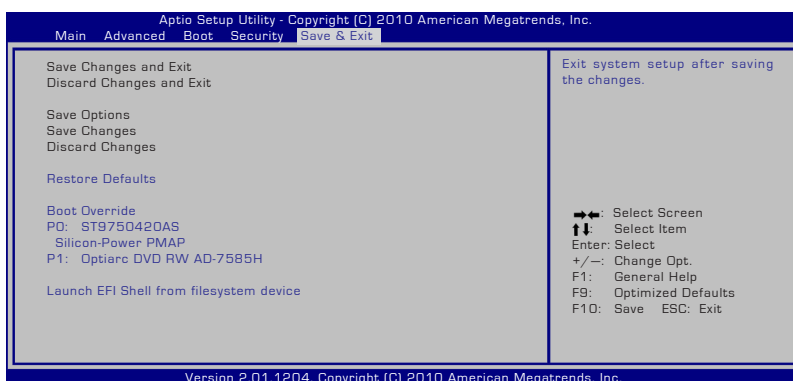 Aptio Setup Utility - Copyright (C) 2010 American Megatrends, Inc.
Main Advanced Boot Security Save & Exit
Save Changes and Exit
Discard Changes and Exit
Save Options
Save Changes
Discard Changes
Restore Defaults
Boot Override
P0: ST9750420AS
Silicon-Power PMAP
P1: Optiarc DVD RW AD-7585H
Launch EFI Shell from filesystem device
Exit system setup after saving
the changes.
→←: Select Screen
↑↓: Select Item
Enter: Select
+/—: Change Opt.
F1: General Help
F9: Optimized Defaults
F10: Save ESC: Exit
Version 2.01.1204. Copyright (C) 2010 American Megatrends, Inc.